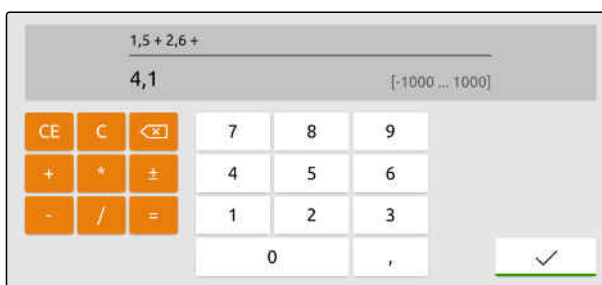 1,5 + 2,6 +
4,1 [-1000 ... 1000]
CE C 7 8 9
+ * ± 4 5 6
- / = 1 2 3
0 ,